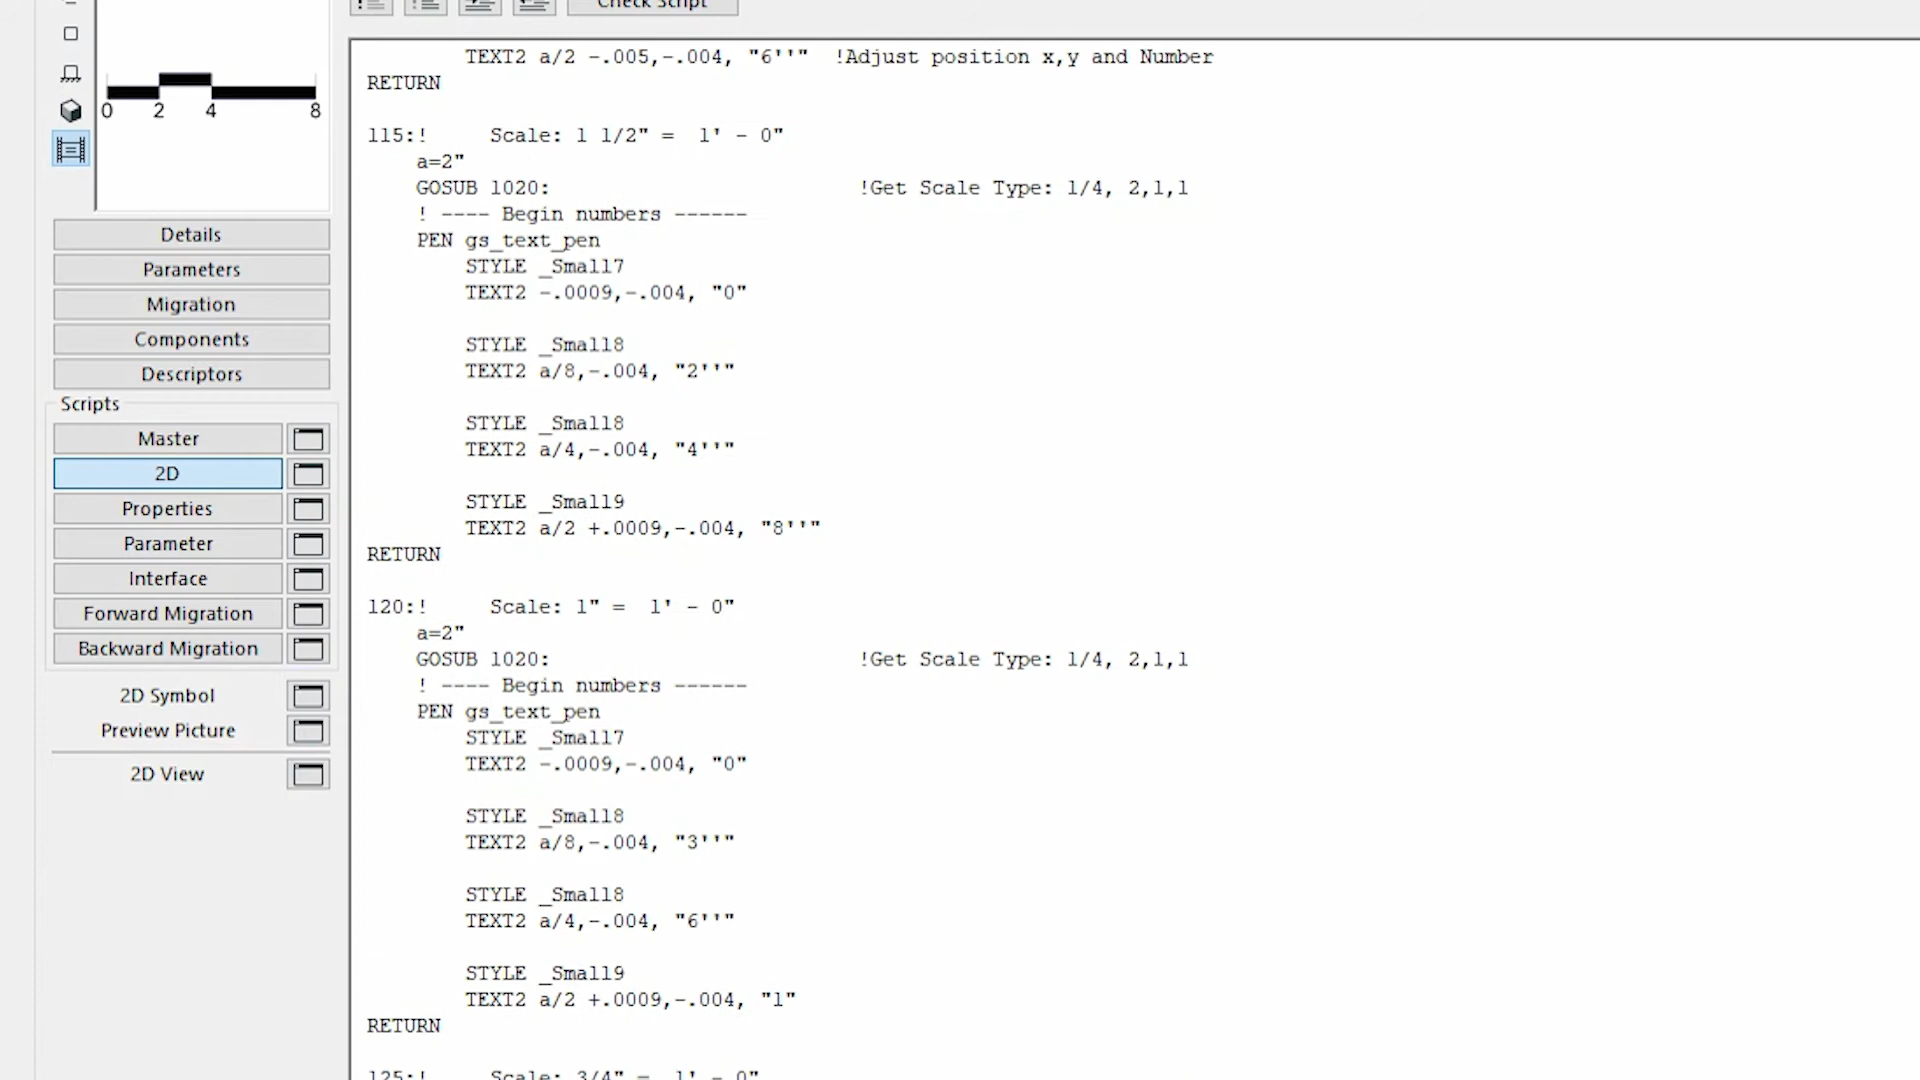 Check Script
0 2 4 8
Details
Parameters
Migration
Components
Descriptors
Scripts
Master
2D
Properties
Parameter
Interface
Forward Migration
Backward Migration
2D Symbol
Preview Picture
2D View
TEXT2 a/2 -.005,-.004, "6''" !Adjust position x,y and Number
RETURN
115:! Scale: 1 1/2" = 1' - 0"
a=2"
GOSUB 1020: !Get Scale Type: 1/4, 2,1,1
! ---- Begin numbers ------
PEN gs_text_pen
STYLE _Small7
TEXT2 -.0009,-.004, "0"
STYLE _Small8
TEXT2 a/8,-.004, "2''"
STYLE _Small8
TEXT2 a/4,-.004, "4''"
STYLE _Small9
TEXT2 a/2 +.0009,-.004, "8''"
RETURN
120:! Scale: 1" = 1' - 0"
a=2"
GOSUB 1020: !Get Scale Type: 1/4, 2,1,1
! ---- Begin numbers ------
PEN gs_text_pen
STYLE _Small7
TEXT2 -.0009,-.004, "0"
STYLE _Small8
TEXT2 a/8,-.004, "3''"
STYLE _Small8
TEXT2 a/4,-.004, "6''"
STYLE _Small9
TEXT2 a/2 +.0009,-.004, "1"
RETURN
125:! Scale: 3/4" = 1' - 0"